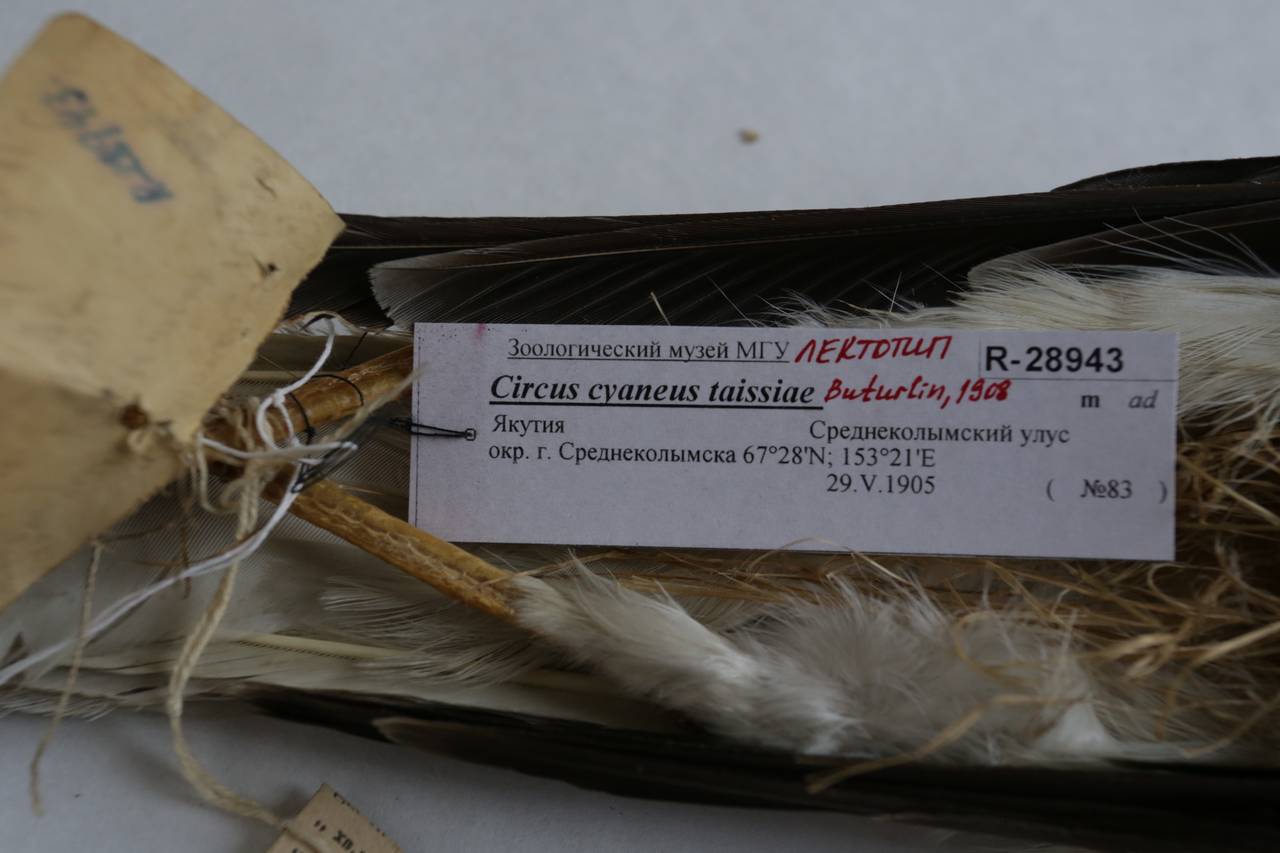 Зоологический музей МГУ ЛЕКТОТИП R-28943
Circus cyaneus taissiae Buturlin, 1908 m ad
Якутия Среднеколымский улус
окр. г. Среднеколымска 67°28'N; 153°21'E
29.V.1905 ( №83 )
" хв.